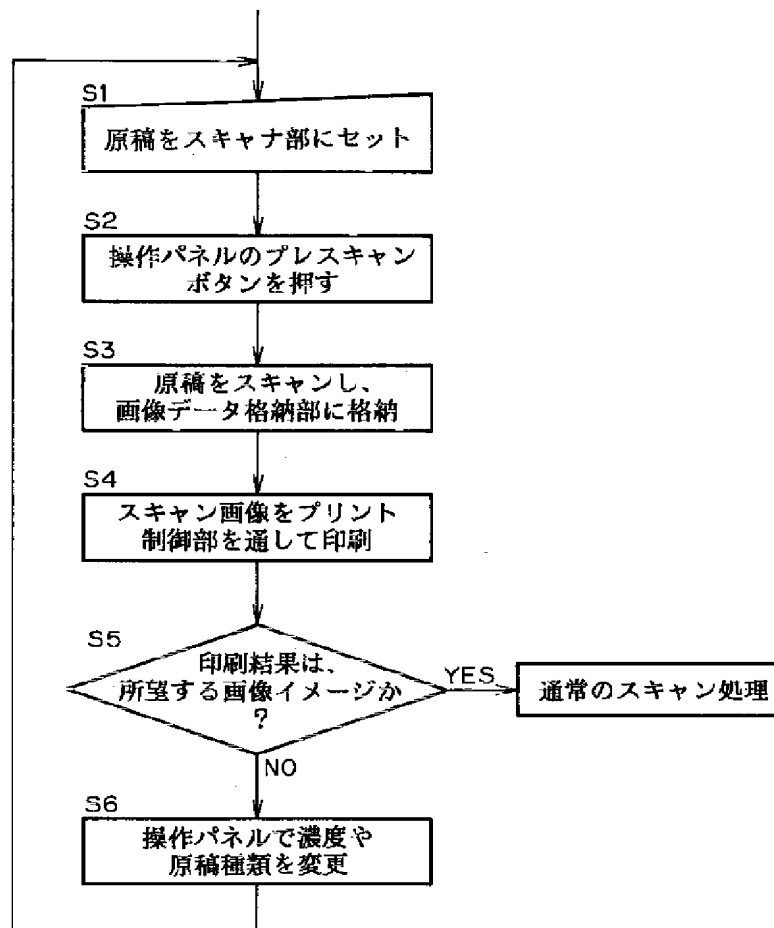 S1
原稿をスキャナ部にセット
S2
操作パネルのプレスキャン
ボタンを押す
S3
原稿をスキャンし、
画像データ格納部に格納
S4
スキャン画像をプリント
制御部を通して印刷
S5
印刷結果は、
所望する画像イメージか
?
YES
通常のスキャン処理
NO
S6
操作パネルで濃度や
原稿種類を変更